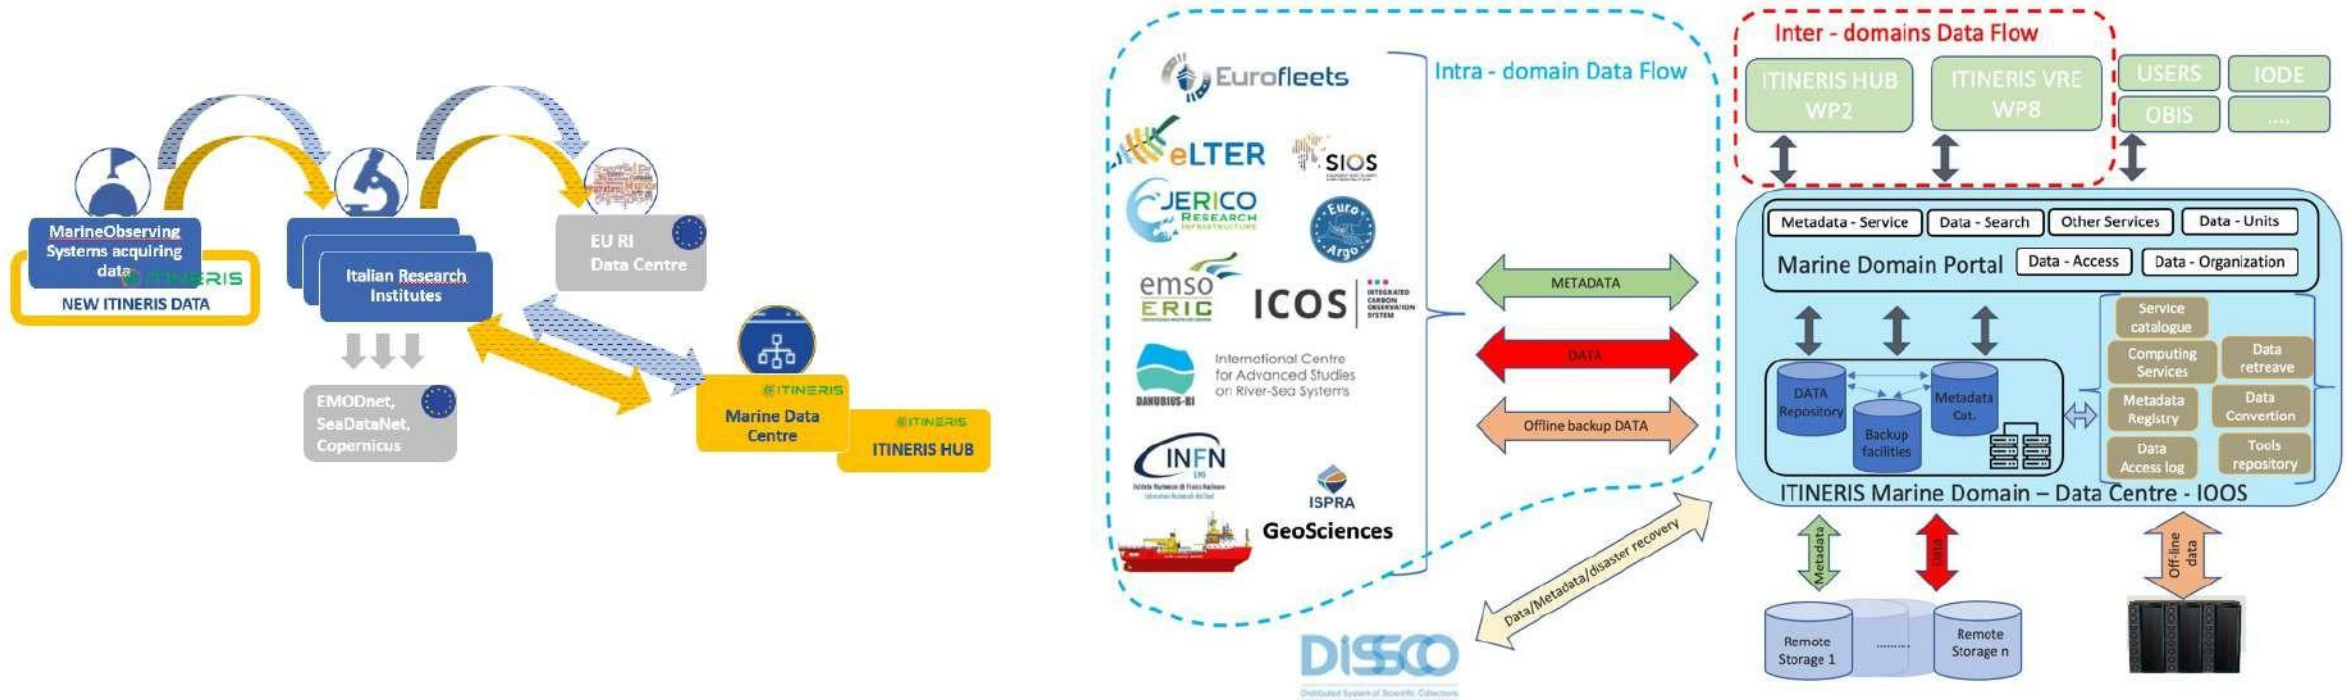 MarineObserving
Systems acquiring
data
ITINERIS
NEW ITINERIS DATA
Italian Research
Institutes
EU RI
Data Centre
EMODnet,
SeaDataNet,
Copernicus
ITINERIS
Marine Data
Centre
ITINERIS
ITINERIS HUB
Intra - domain Data Flow
Eurofleets
eLTER
SIOS
JERICO
RESEARCH
INFRASTRUCTURE
Euro
Argo
emso
ERIC
ICOS
INTEGRATED
CARBON
OBSERVATION
SYSTEM
DANUBIUS-RI
International Centre
for Advanced Studies
on River-Sea Systems
INFN
LNS
ISPRA
GeoSciences
METADATA
DATA
Offline backup DATA
Data/Metadata/disaster recovery
DiSSCo
Distributed System of Scientific Collections
Inter - domains Data Flow
ITINERIS HUB
WP2
ITINERIS VRE
WP8
USERS
IODE
OBIS
....
Metadata - Service
Data - Search
Other Services
Data - Units
Marine Domain Portal
Data - Access
Data - Organization
DATA
Repository
Metadata
Cat.
Backup
facilities
Service
catalogue
Computing
Services
Data
retreave
Metadata
Registry
Data
Convertion
Data
Access log
Tools
repository
ITINERIS Marine Domain – Data Centre - IOOS
Metadata
Data
Off-line
data
Remote
Storage 1
.........
Remote
Storage n